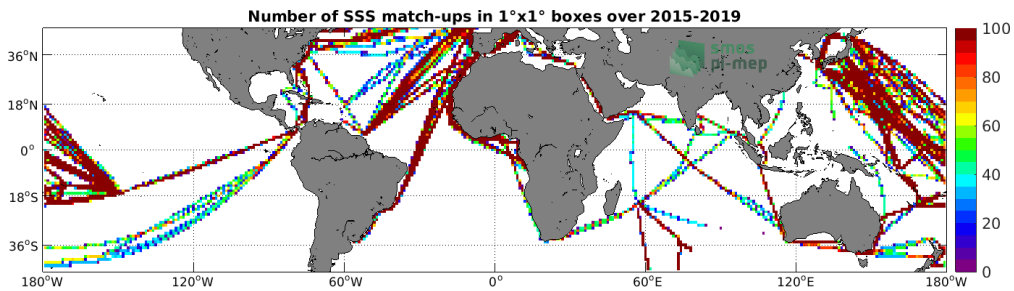 Number of SSS match-ups in 1°x1° boxes over 2015-2019
smos
pi-mep
36°N
18°N
0°
18°S
36°S
180°W
120°W
60°W
0°
60°E
120°E
180°W
100
80
60
40
20
0